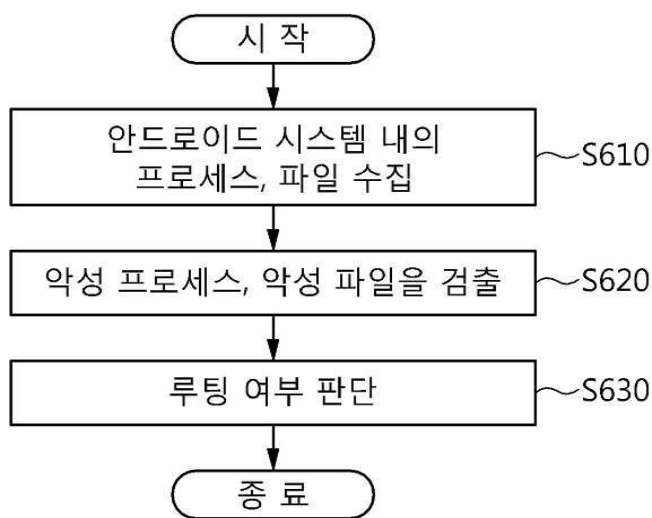 시 작
안드로이드 시스템 내의
프로세스, 파일 수집
S610
악성 프로세스, 악성 파일을 검출
S620
루팅 여부 판단
S630
종 료